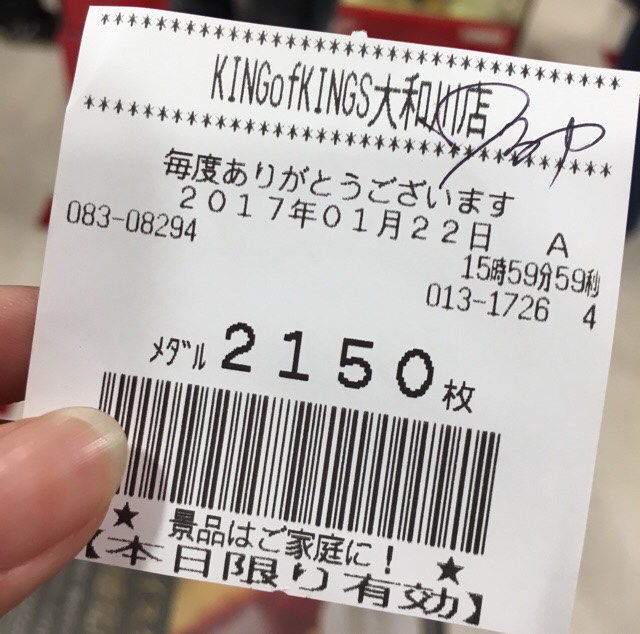 ********************************
KINGofKINGS大和川店
********************************
毎度ありがとうございます
2017年01月22日 A
15時59分59秒
083-08294
013-1726 4
ﾒﾀﾞﾙ 2150枚
★ 景品はご家庭に! ★
【本日限り有効】